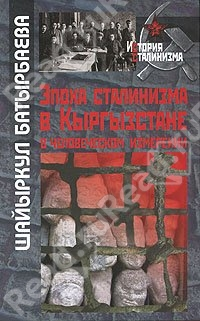 История
сталинизма
Шайыркул Батырбаева
Эпоха сталинизма
в Кыргызстане
в человеческом измерении